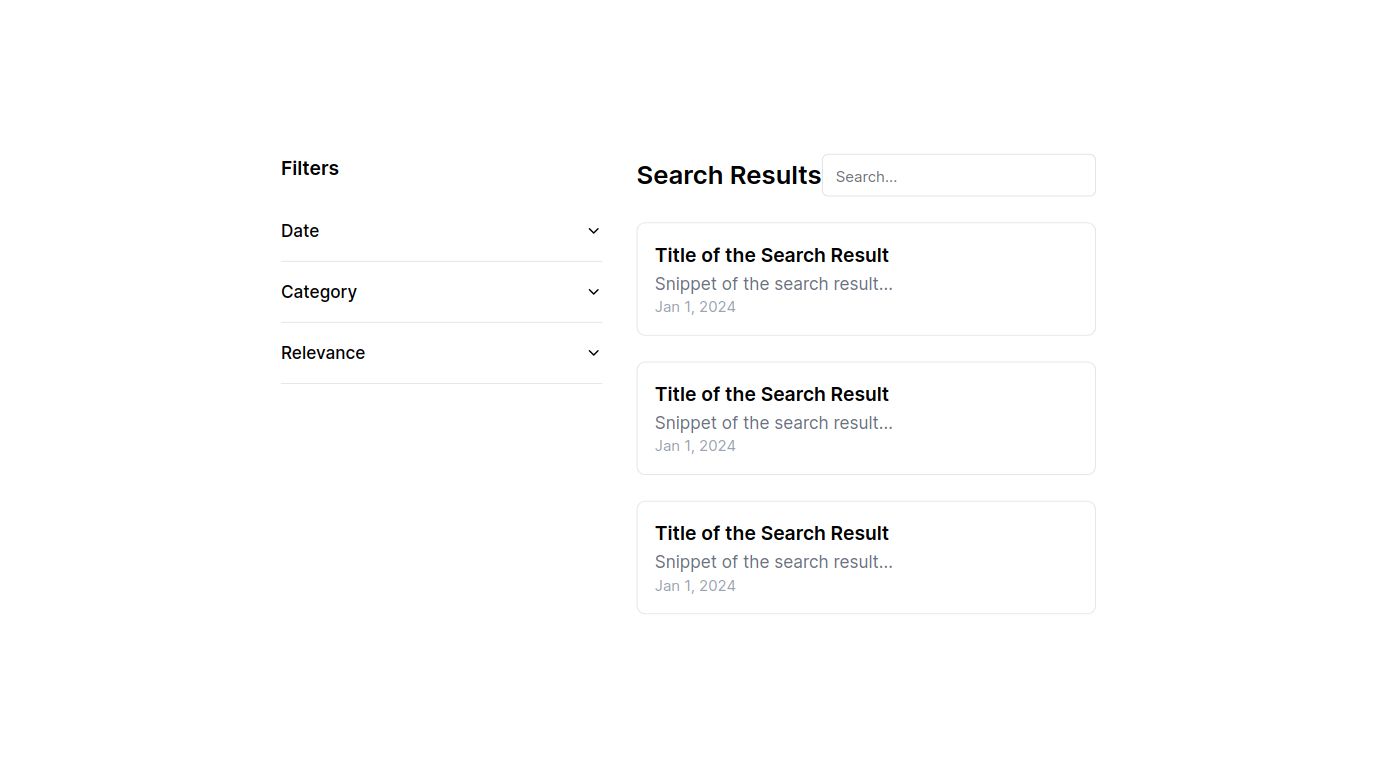 Filters
Date
Category
Relevance
Search Results
Search...
Title of the Search Result
Snippet of the search result...
Jan 1, 2024
Title of the Search Result
Snippet of the search result...
Jan 1, 2024
Title of the Search Result
Snippet of the search result...
Jan 1, 2024